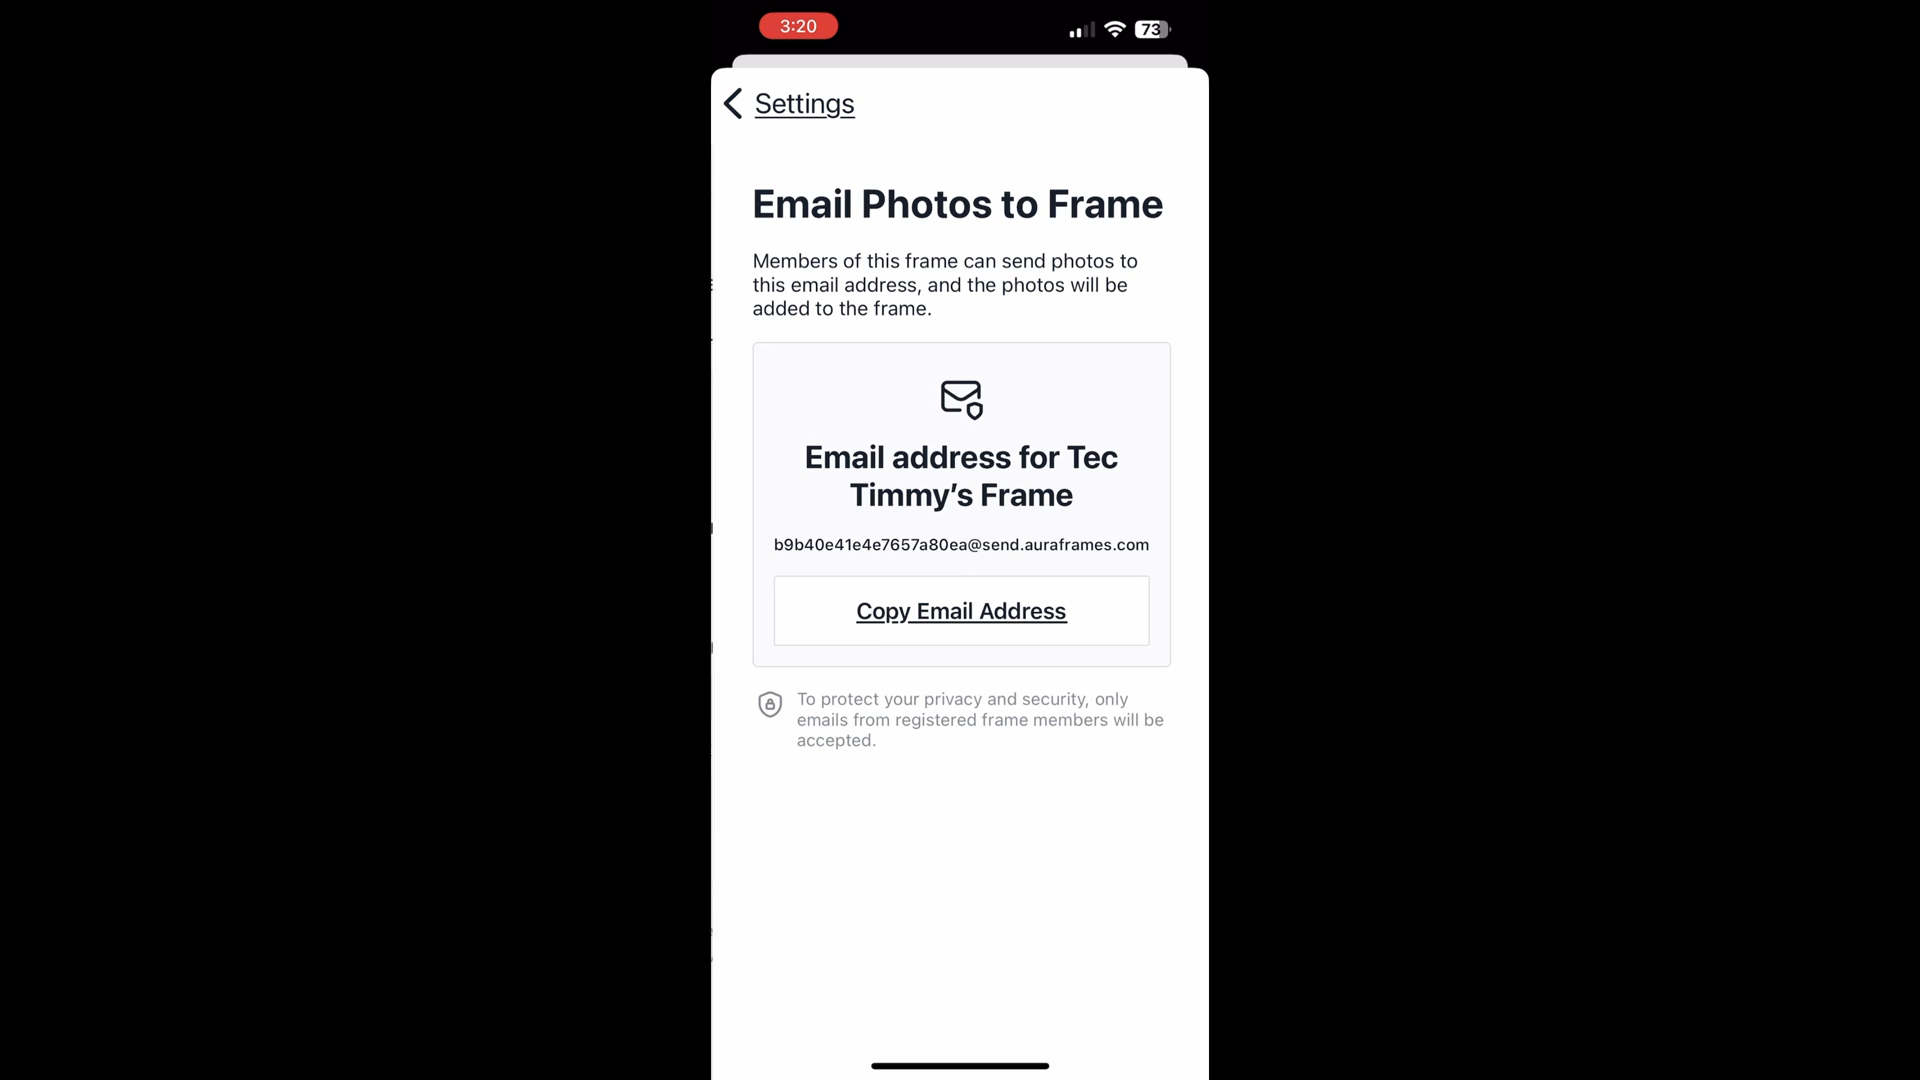 3:20
73
Settings
Email Photos to Frame
Members of this frame can send photos to
this email address, and the photos will be
added to the frame.
Email address for Tec
Timmy’s Frame
b9b40e41e4e7657a80ea@send.auraframes.com
Copy Email Address
To protect your privacy and security, only
emails from registered frame members will be
accepted.